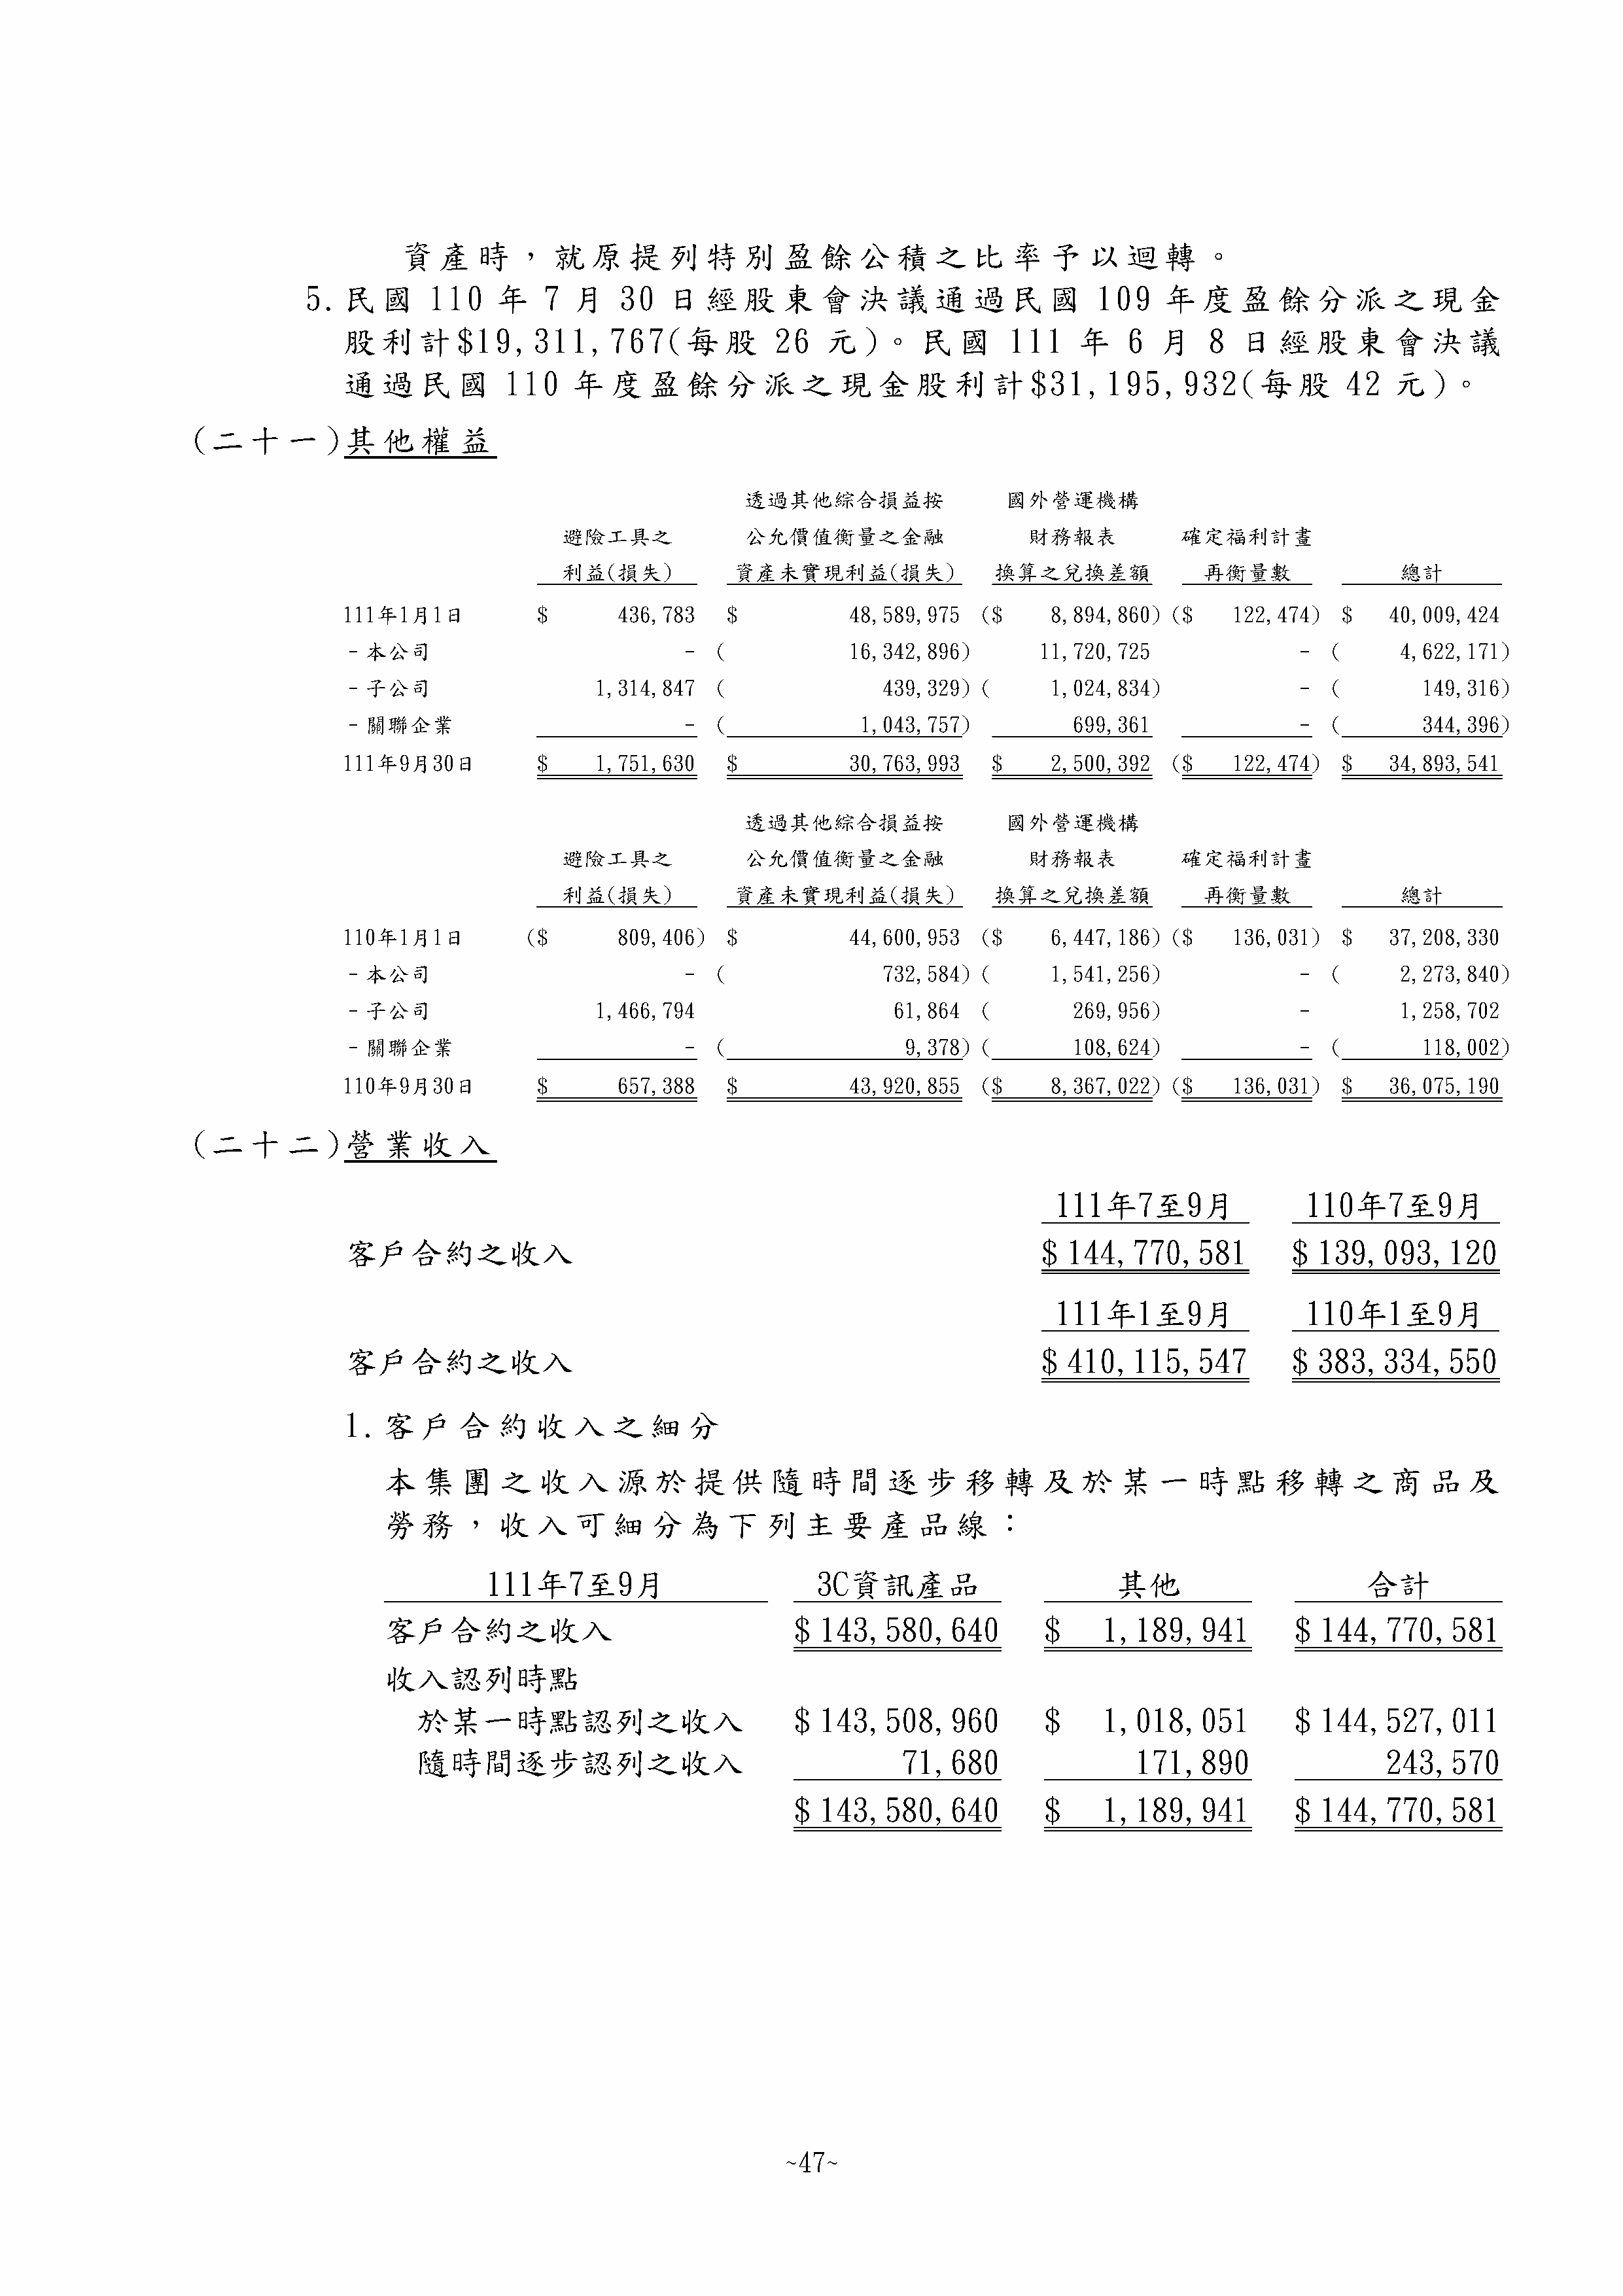 資產時，就原提列特別盈餘公積之比率予以迴轉。
5.民國 110 年 7 月 30 日經股東會決議通過民國 109 年度盈餘分派之現金
股利計$19,311,767(每股 26 元)。民國 111 年 6 月 8 日經股東會決議
通過民國 110 年度盈餘分派之現金股利計$31,195,932(每股 42 元)。
(二十一)其他權益
透過其他綜合損益按 國外營運機構
避險工具之 公允價值衡量之金融 財務報表 確定福利計畫
利益(損失) 資產未實現利益(損失) 換算之兌換差額 再衡量數 總計
111年1月1日 $ 436,783 $ 48,589,975 ($ 8,894,860) ($ 122,474) $ 40,009,424
-本公司 - ( 16,342,896) 11,720,725 - ( 4,622,171)
-子公司 1,314,847 ( 439,329) ( 1,024,834) - ( 149,316)
-關聯企業 - ( 1,043,757) 699,361 - ( 344,396)
111年9月30日 $ 1,751,630 $ 30,763,993 $ 2,500,392 ($ 122,474) $ 34,893,541
透過其他綜合損益按 國外營運機構
避險工具之 公允價值衡量之金融 財務報表 確定福利計畫
利益(損失) 資產未實現利益(損失) 換算之兌換差額 再衡量數 總計
110年1月1日 ($ 809,406) $ 44,600,953 ($ 6,447,186) ($ 136,031) $ 37,208,330
-本公司 - ( 732,584) ( 1,541,256) - ( 2,273,840)
-子公司 1,466,794 61,864 ( 269,956) - 1,258,702
-關聯企業 - ( 9,378) ( 108,624) - ( 118,002)
110年9月30日 $ 657,388 $ 43,920,855 ($ 8,367,022) ($ 136,031) $ 36,075,190
(二十二)營業收入
111年7至9月 110年7至9月
客戶合約之收入 $ 144,770,581 $ 139,093,120
111年1至9月 110年1至9月
客戶合約之收入 $ 410,115,547 $ 383,334,550
1.客戶合約收入之細分
本集團之收入源於提供隨時間逐步移轉及於某一時點移轉之商品及
勞務，收入可細分為下列主要產品線：
111年7至9月 3C資訊產品 其他 合計
客戶合約之收入 $ 143,580,640 $ 1,189,941 $ 144,770,581
收入認列時點
於某一時點認列之收入 $ 143,508,960 $ 1,018,051 $ 144,527,011
隨時間逐步認列之收入 71,680 171,890 243,570
$ 143,580,640 $ 1,189,941 $ 144,770,581
~47~